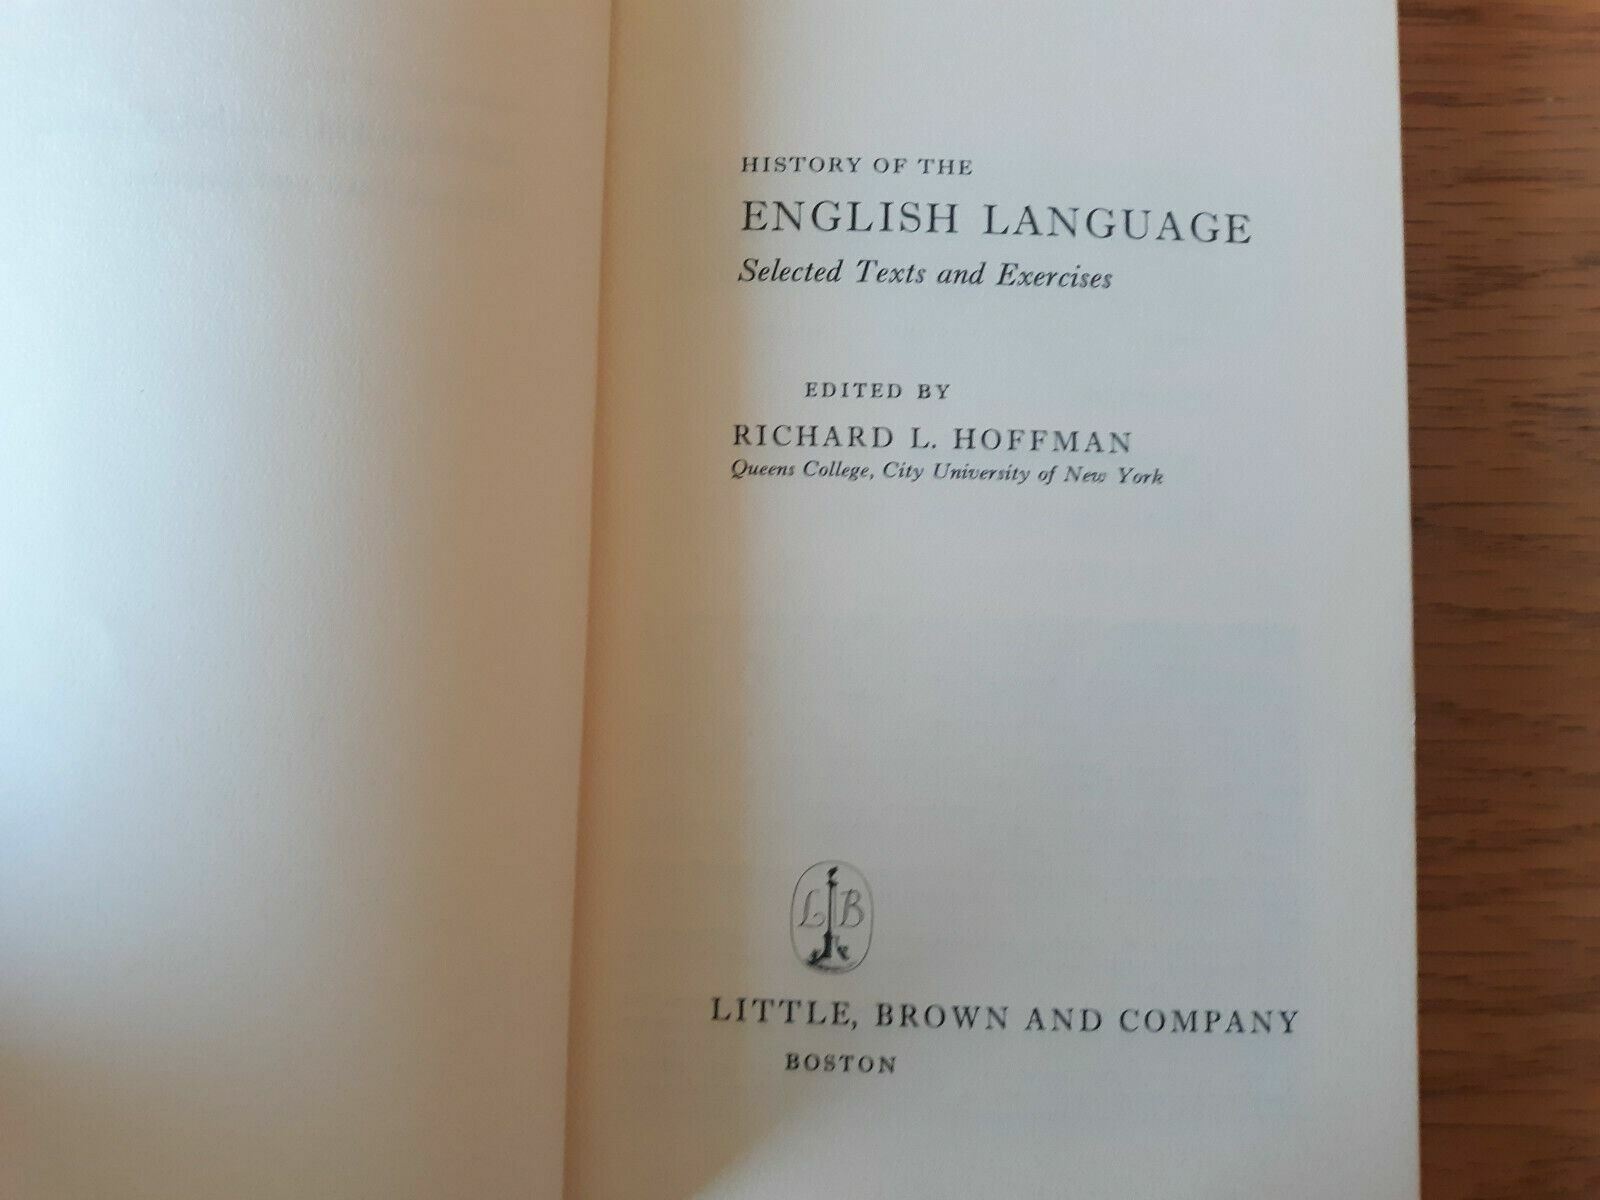 HISTORY OF THE
ENGLISH LANGUAGE
Selected Texts and Exercises
EDITED BY
RICHARD L. HOFFMAN
Queens College, City University of New York
L B
LITTLE, BROWN AND COMPANY
BOSTON